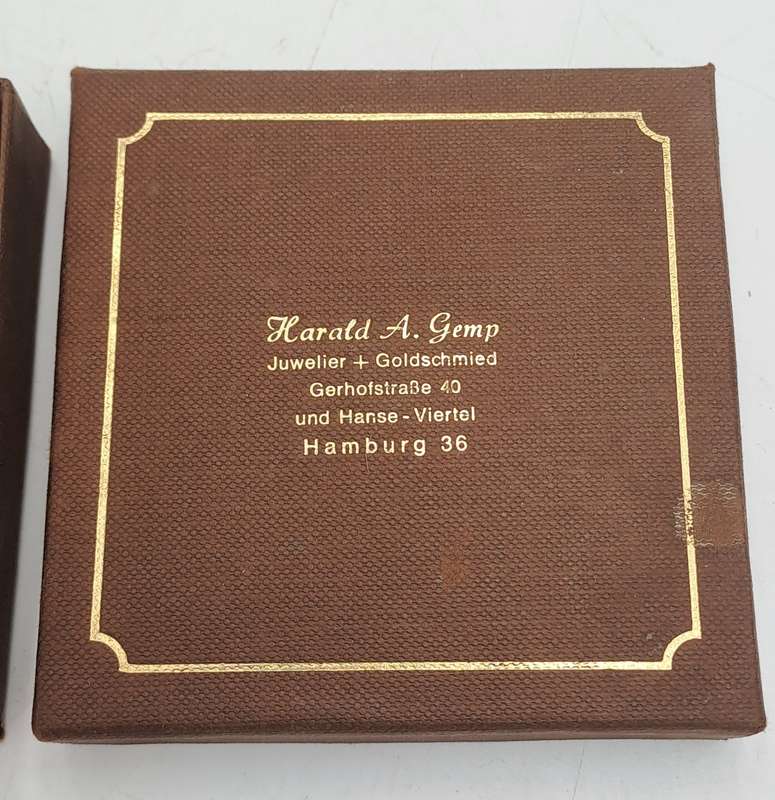 Harald A. Gemp
Juwelier + Goldschmied
Gerhofstraße 40
und Hanse-Viertel
Hamburg 36